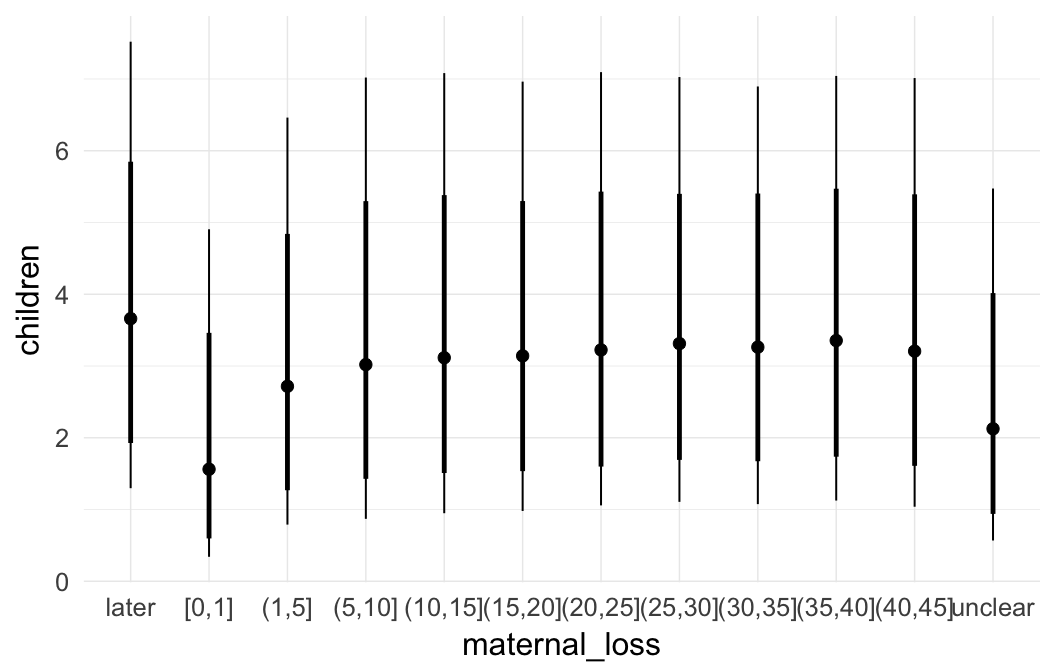 children
6
4
2
0
later [0,1] (1,5] (5,10] (10,15] (15,20] (20,25] (25,30] (30,35] (35,40] (40,45] unclear
maternal_loss